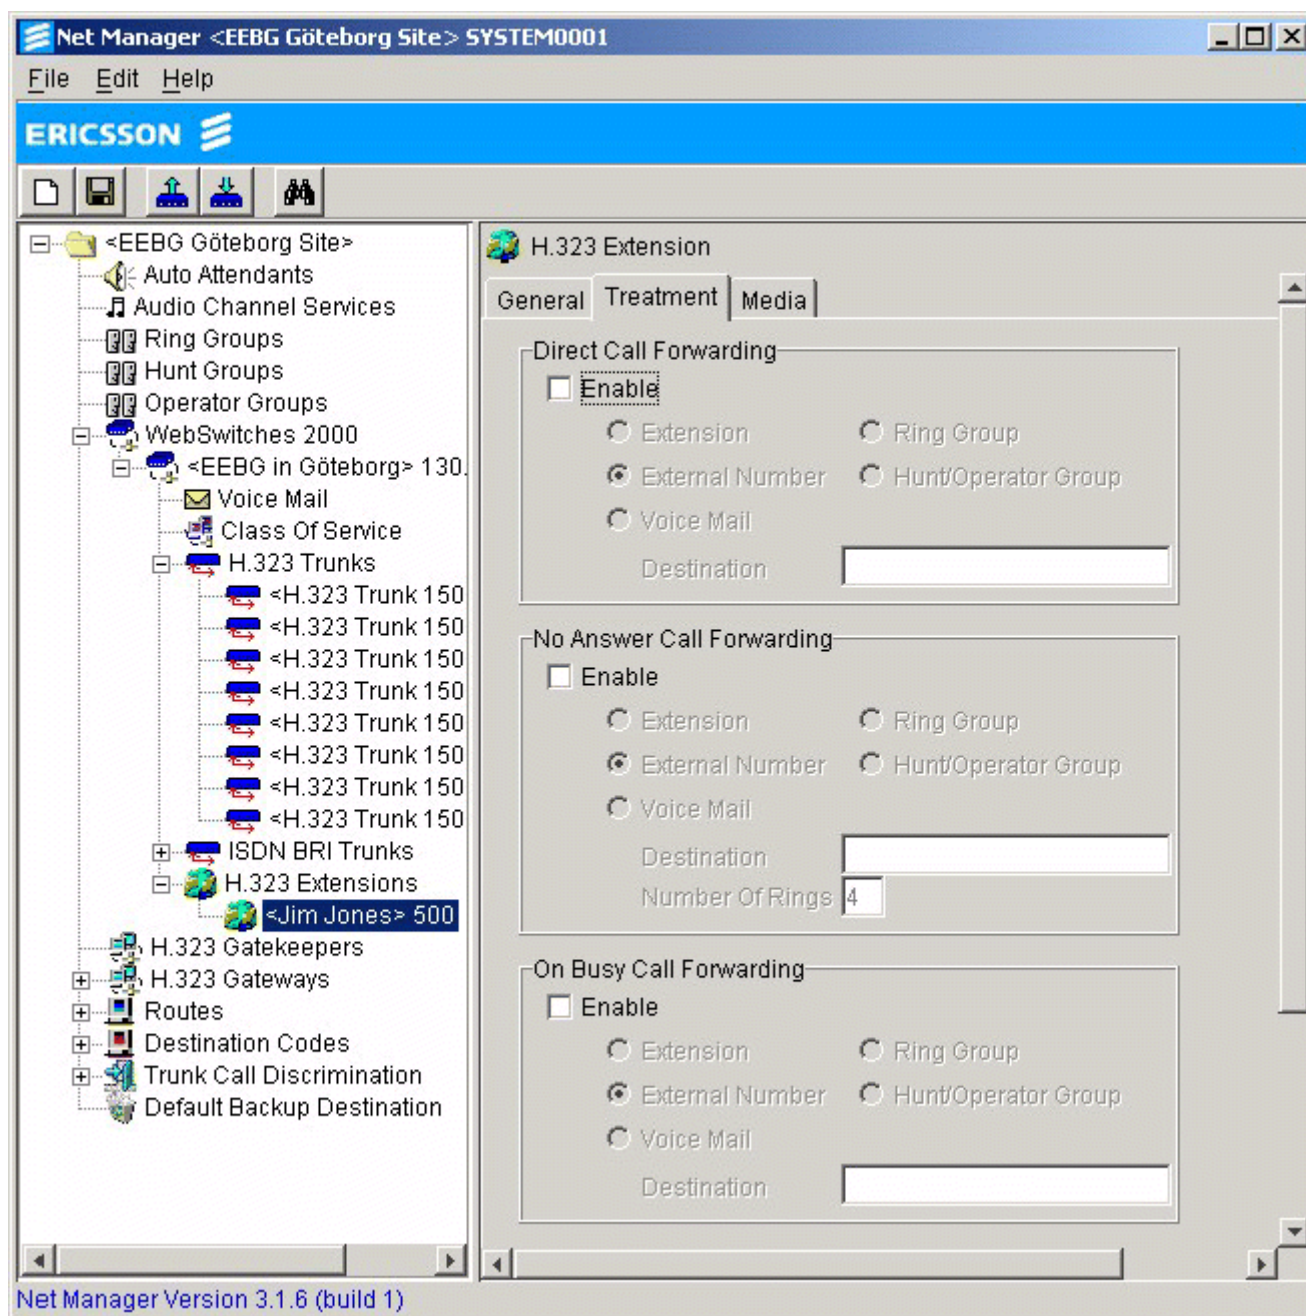 Net Manager <EEBG Göteborg Site> SYSTEM0001
File Edit Help
ERICSSON
<EEBG Göteborg Site>
Auto Attendants
Audio Channel Services
Ring Groups
Hunt Groups
Operator Groups
WebSwitches 2000
<EEBG in Göteborg> 130.
Voice Mail
Class Of Service
H.323 Trunks
<H.323 Trunk 150
<H.323 Trunk 150
<H.323 Trunk 150
<H.323 Trunk 150
<H.323 Trunk 150
<H.323 Trunk 150
<H.323 Trunk 150
<H.323 Trunk 150
ISDN BRI Trunks
H.323 Extensions
<Jim Jones> 500
H.323 Gatekeepers
H.323 Gateways
Routes
Destination Codes
Trunk Call Discrimination
Default Backup Destination
H.323 Extension
General Treatment Media
Direct Call Forwarding
Enable
Extension Ring Group
External Number Hunt/Operator Group
Voice Mail
Destination
No Answer Call Forwarding
Enable
Extension Ring Group
External Number Hunt/Operator Group
Voice Mail
Destination
Number Of Rings 4
On Busy Call Forwarding
Enable
Extension Ring Group
External Number Hunt/Operator Group
Voice Mail
Destination
Net Manager Version 3.1.6 (build 1)